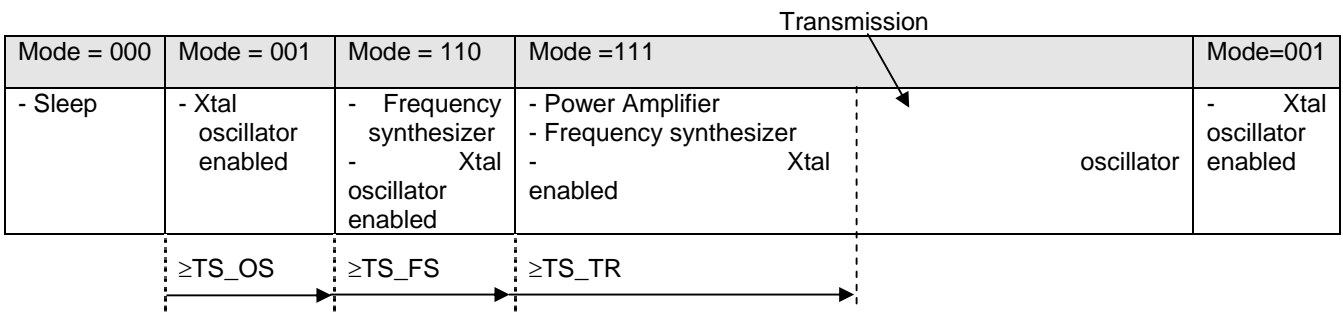 Transmission
Mode = 000 Mode = 001 Mode = 110 Mode =111 Mode=001
- Sleep
- Xtal
oscillator
enabled
- Frequency
synthesizer
- Xtal
oscillator
enabled
- Power Amplifier
- Frequency synthesizer
- Xtal oscillator
enabled
- Xtal
oscillator
enabled
≥TS_OS ≥TS_FS ≥TS_TR